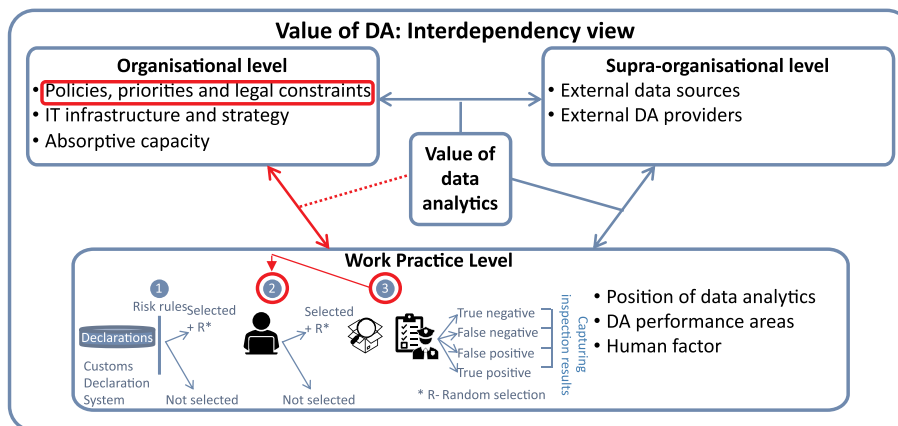 Value of DA: Interdependency view
Organisational level
• Policies, priorities and legal constraints
• IT infrastructure and strategy
• Absorptive capacity
Supra-organisational level
• External data sources
• External DA providers
Value of
data
analytics
Work Practice Level
1
Risk rules
Declarations
Customs
Declaration
System
Selected
+ R*
Not selected
2
Selected
+ R*
Not selected
3
True negative
False negative
False positive
True positive
Capturing
inspection results
* R- Random selection
• Position of data analytics
• DA performance areas
• Human factor